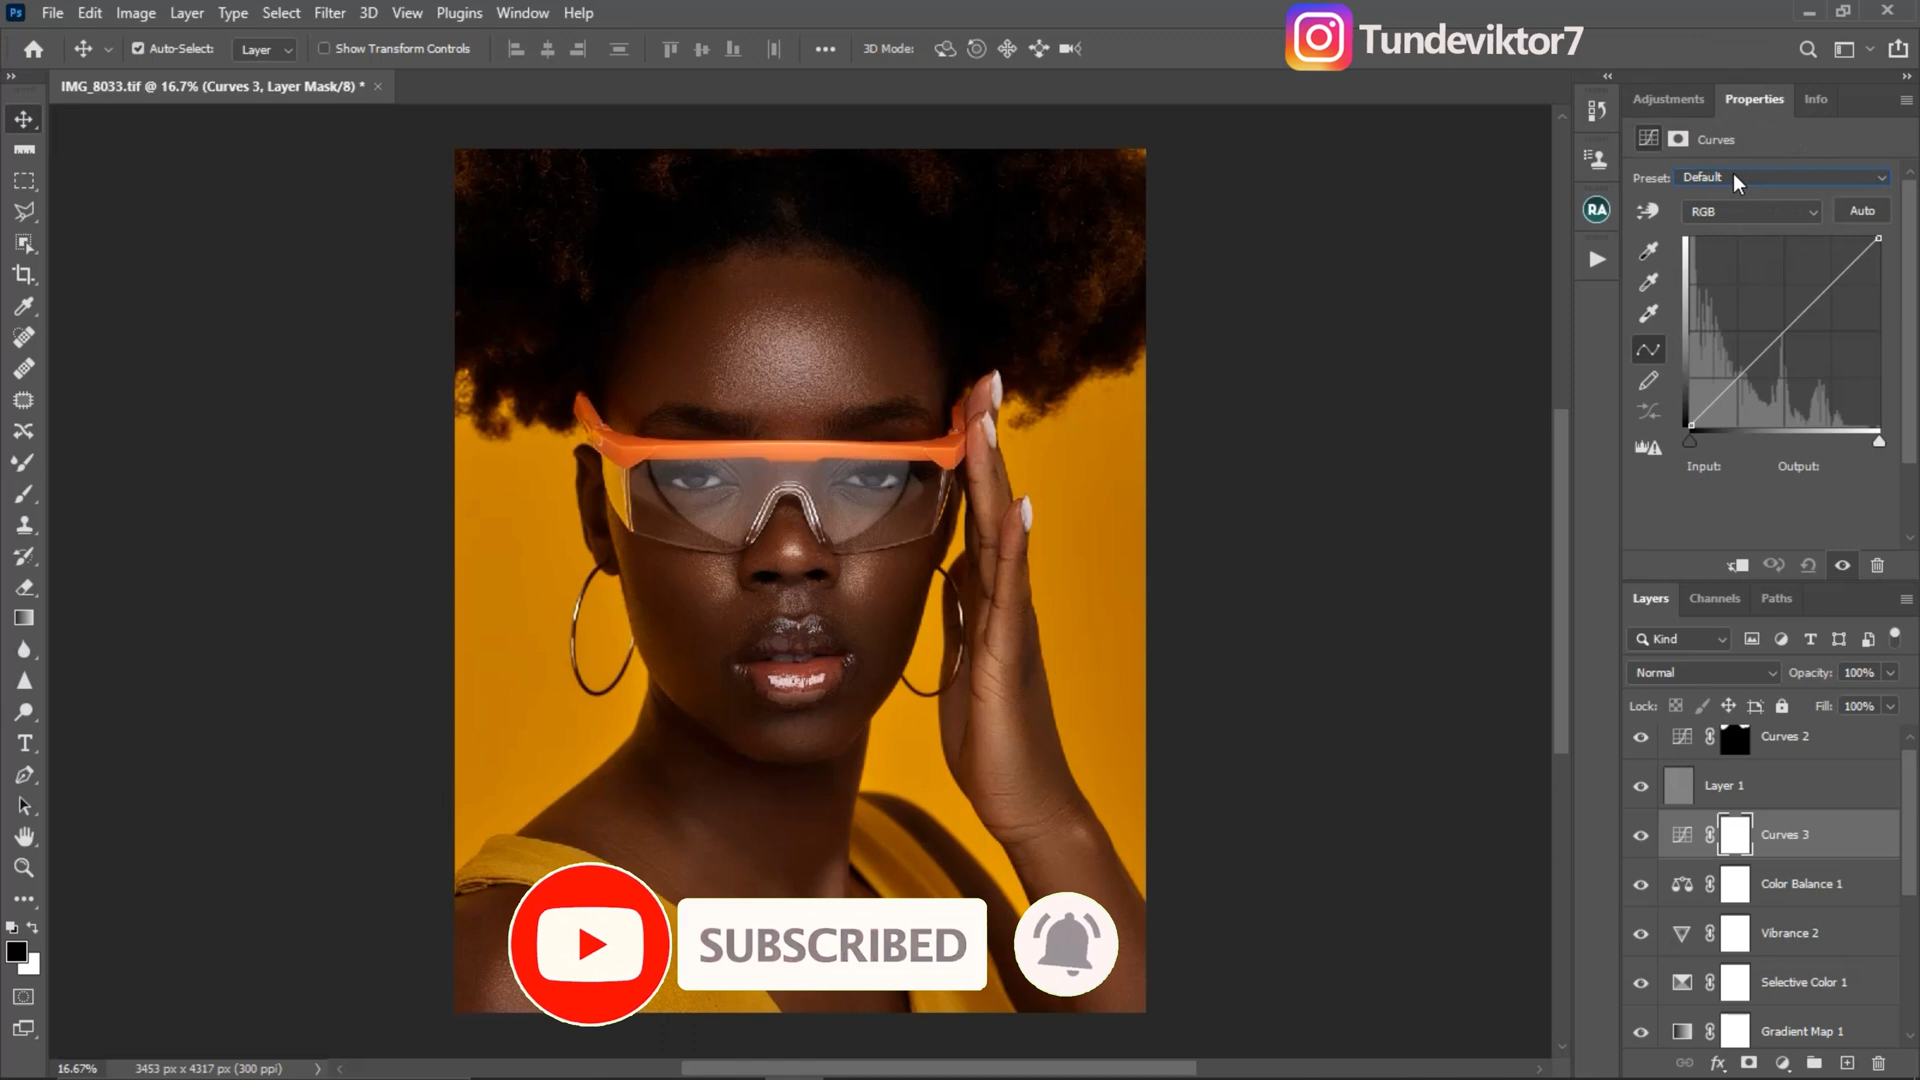 Ps File Edit Image Layer Type Select Filter 3D View Plugins Window Help
Auto-Select: Layer Show Transform Controls 3D Mode:
Tundeviktor7
IMG_8033.tif @ 16.7% (Curves 3, Layer Mask/8) *
Adjustments Properties Info
Curves
Preset: Default
RGB Auto
RA
Input: Output:
Layers Channels Paths
Kind
Normal Opacity: 100%
Lock: Fill: 100%
Curves 2
Layer 1
Curves 3
Color Balance 1
Vibrance 2
Selective Color 1
Gradient Map 1
SUBSCRIBED
16.67% 3453 px x 4317 px (300 ppi)